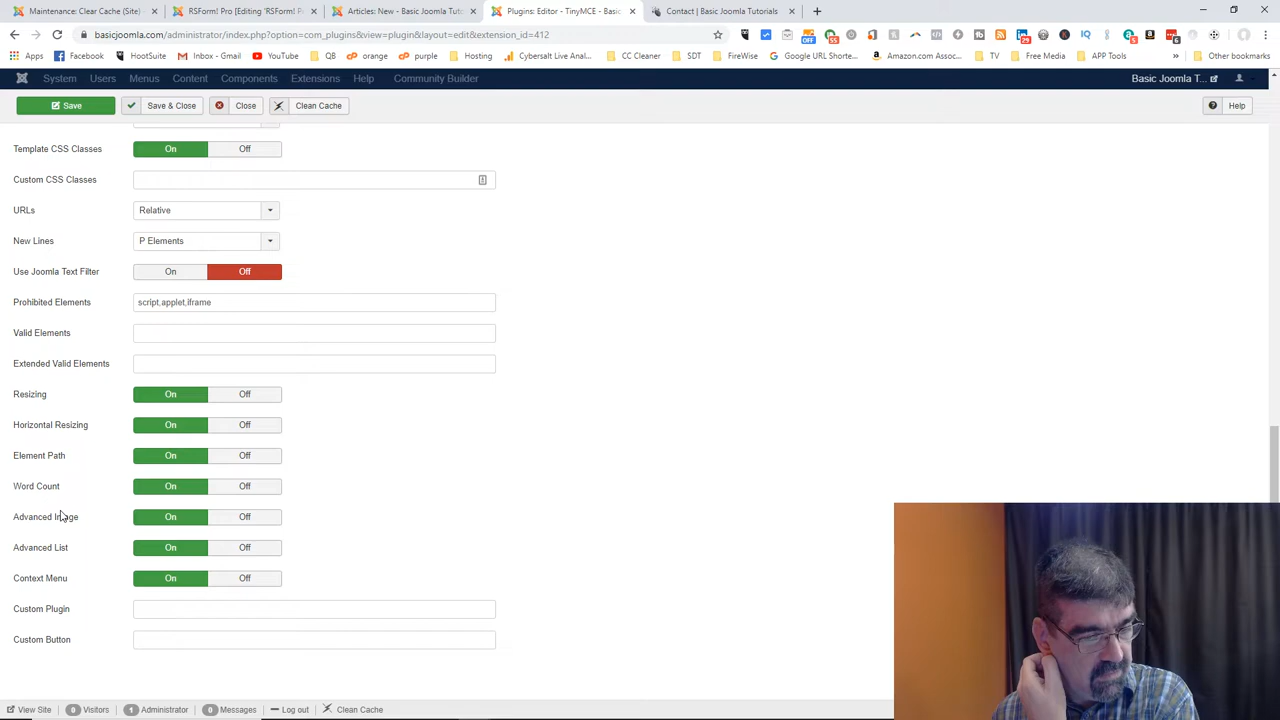 Maintenance: Clear Cache (Site) RSForm! Pro [Editing 'RSForm! P Articles: New - Basic Joomla Tuto Plugins: Editor - TinyMCE - Basic Contact | Basic Joomla Tutorials
basicjoomla.com/administrator/index.php?option=com_plugins&view=plugin&layout=edit&extension_id=412
Apps Facebook HootSuite Inbox · Gmail YouTube QB orange purple Hosting Cybersalt Live Anal... CC Cleaner SDT FireWise Google URL Shorte... Amazon.com Assoc... TV Free Media APP Tools » Other bookmarks
System Users Menus Content Components Extensions Help Community Builder Basic Joomla T...
Save Save & Close Close Clean Cache Help
Template CSS Classes On Off
Custom CSS Classes
URLs Relative
New Lines P Elements
Use Joomla Text Filter On Off
Prohibited Elements script,applet,iframe
Valid Elements
Extended Valid Elements
Resizing On Off
Horizontal Resizing On Off
Element Path On Off
Word Count On Off
Advanced Image On Off
Advanced List On Off
Context Menu On Off
Custom Plugin
Custom Button
View Site 0 Visitors 1 Administrator 0 Messages Log out Clean Cache